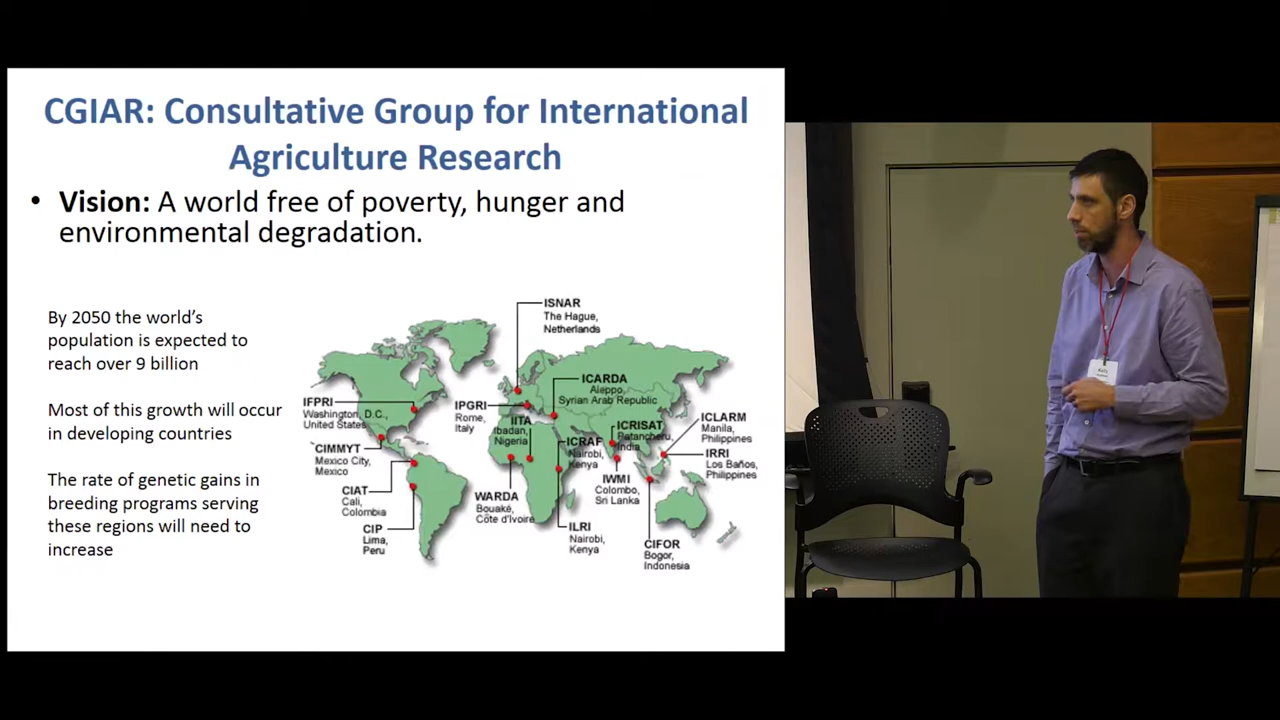 CGIAR: Consultative Group for International
Agriculture Research
• Vision: A world free of poverty, hunger and
environmental degradation.
By 2050 the world's
population is expected to
reach over 9 billion
Most of this growth will occur
in developing countries
The rate of genetic gains in
breeding programs serving
these regions will need to
increase
ISNAR
The Hague,
Netherlands
ICARDA
Aleppo,
Syrian Arab Republic
IFPRI
Washington, D.C.,
United States
IPGRI
Rome,
Italy
IITA
Ibadan,
Nigeria
ICRISAT
Patancheru,
India
ICLARM
Manila,
Philippines
CIMMYT
Mexico City,
Mexico
ICRAF
Nairobi,
Kenya
IRRI
Los Baños,
Philippines
IWMI
Colombo,
Sri Lanka
CIAT
Cali,
Colombia
WARDA
Bouaké,
Côte d'Ivoire
CIP
Lima,
Peru
ILRI
Nairobi,
Kenya
CIFOR
Bogor,
Indonesia